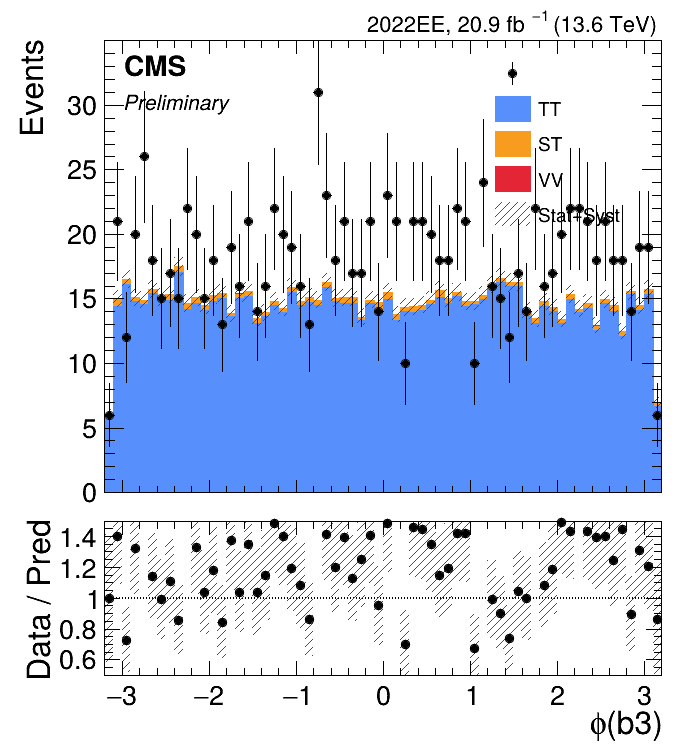 2022EE, 20.9 fb⁻¹ (13.6 TeV)
CMS
Preliminary
TT
ST
VV
Stat+Syst
Events
30
25
20
15
10
5
0
Data / Pred
1.4
1.2
1
0.8
0.6
−3 −2 −1 0 1 2 3
ϕ(b3)